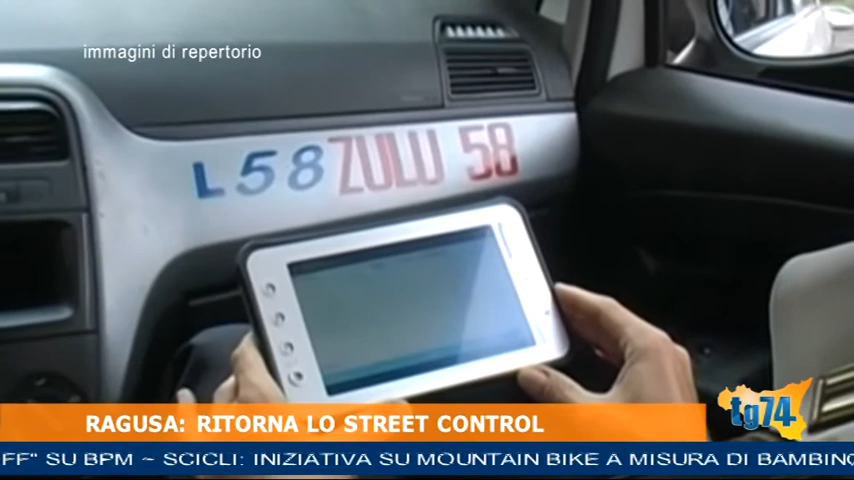 immagini di repertorio
L58 ZULU 58
RAGUSA: RITORNA LO STREET CONTROL
tg74
FF" SU BPM ~ SCICLI: INIZIATIVA SU MOUNTAIN BIKE A MISURA DI BAMBINO